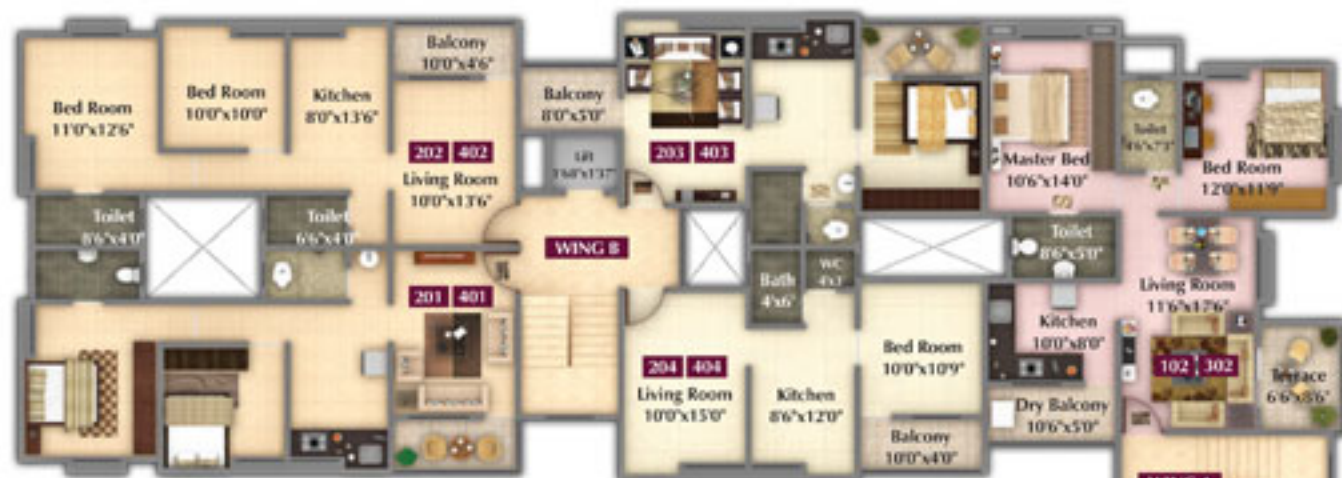 Bed Room
11'0"x12'6"
Bed Room
10'0"x10'0"
Kitchen
8'0"x13'6"
Balcony
10'0"x4'6"
202 402
Living Room
10'0"x13'6"
Toilet
8'6"x4'0"
Toilet
6'6"x4'0"
201 401
Balcony
8'0"x5'0"
Lift
WING B
203 403
Bath
4'x6'
WC
204 404
Living Room
10'0"x15'0"
Kitchen
8'6"x12'0"
Bed Room
10'0"x10'9"
Balcony
10'0"x4'0"
Master Bed
10'6"x14'0"
Toilet
Bed Room
12'0"x11'9"
Toilet
8'6"x5'0"
Living Room
11'6"x17'6"
Kitchen
10'0"x8'0"
102 302
Terrace
6'6"x8'6"
Dry Balcony
10'6"x5'0"